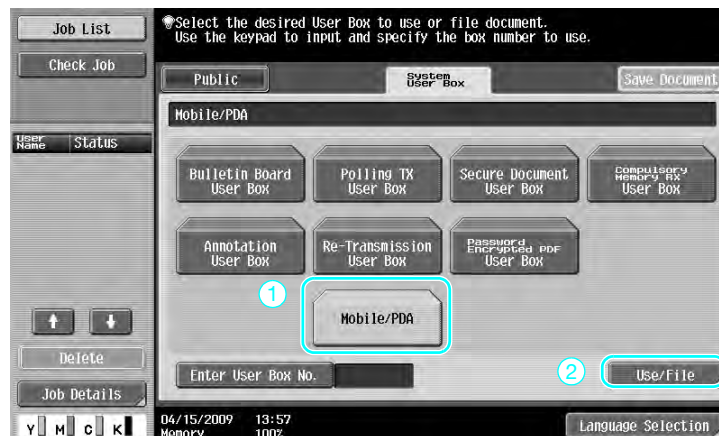 Job List
Check Job
User Name Status
Delete
Job Details
Y M C K
Select the desired User Box to use or file document.
Use the keypad to input and specify the box number to use.
Public
System User Box
Save Document
Mobile/PDA
Bulletin Board User Box
Polling TX User Box
Secure Document User Box
Compulsory Memory RX User Box
Annotation User Box
Re-Transmission User Box
Password Encrypted PDF User Box
1
Mobile/PDA
Enter User Box No.
2
Use/File
04/15/2009 13:57
Memory 100%
Language Selection